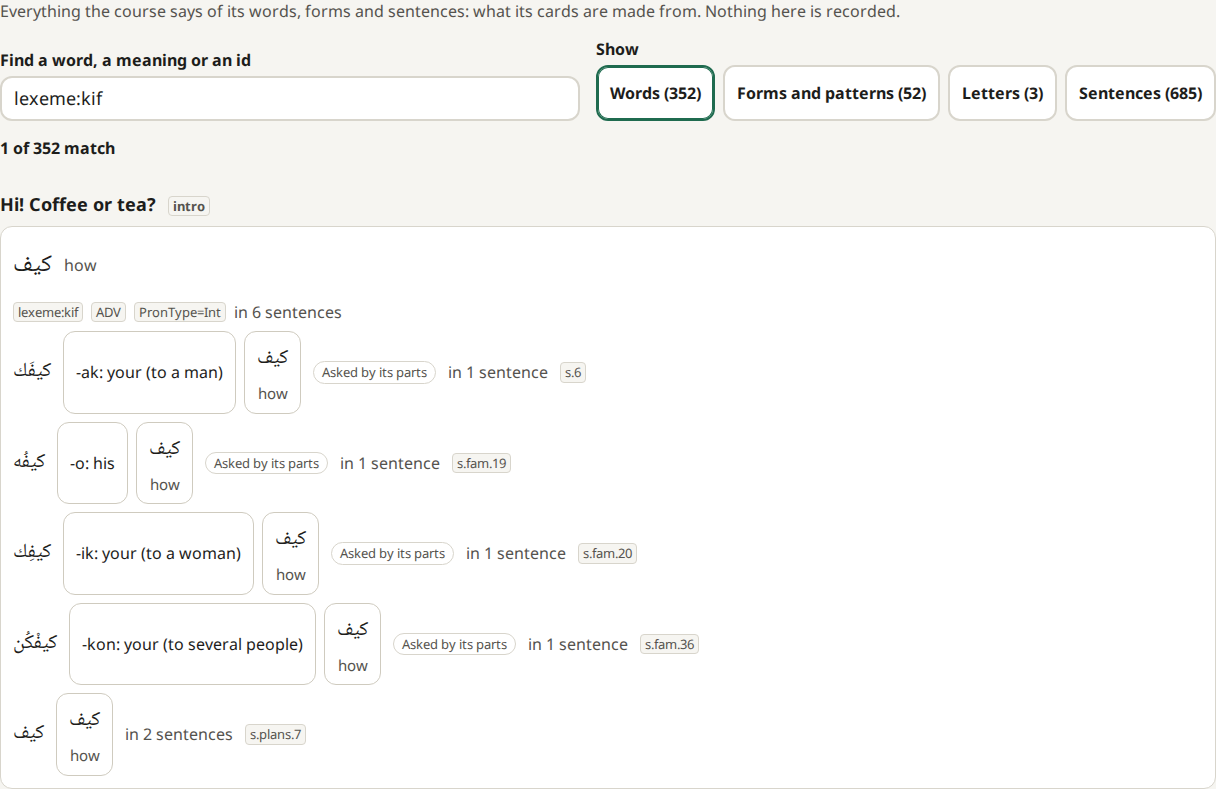 Everything the course says of its words, forms and sentences: what its cards are made from. Nothing here is recorded.
Find a word, a meaning or an id
Show
lexeme:kif
Words (352)
Forms and patterns (52)
Letters (3)
Sentences (685)
1 of 352 match
Hi! Coffee or tea? intro
كيف how
lexeme:kif ADV PronType=Int in 6 sentences
كيفَك -ak: your (to a man) كيف how Asked by its parts in 1 sentence s.6
كيفُه -o: his كيف how Asked by its parts in 1 sentence s.fam.19
كيفِك -ik: your (to a woman) كيف how Asked by its parts in 1 sentence s.fam.20
كيفْكُن -kon: your (to several people) كيف how Asked by its parts in 1 sentence s.fam.36
كيف كيف how in 2 sentences s.plans.7